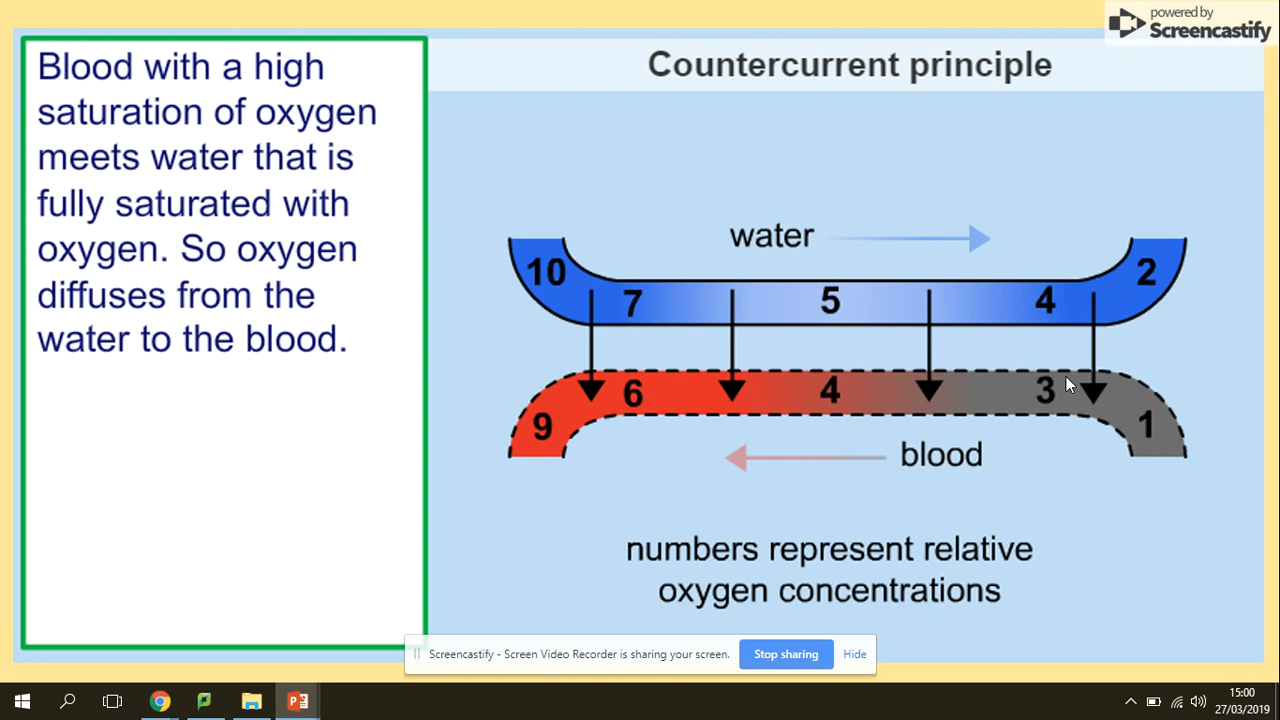 powered by
Screencastify
Blood with a high
saturation of oxygen
meets water that is
fully saturated with
oxygen. So oxygen
diffuses from the
water to the blood.
Countercurrent principle
water
10
7
5
4
2
9
6
4
3
1
blood
numbers represent relative
oxygen concentrations
Screencastify - Screen Video Recorder is sharing your screen.
Stop sharing
Hide
15:00
27/03/2019